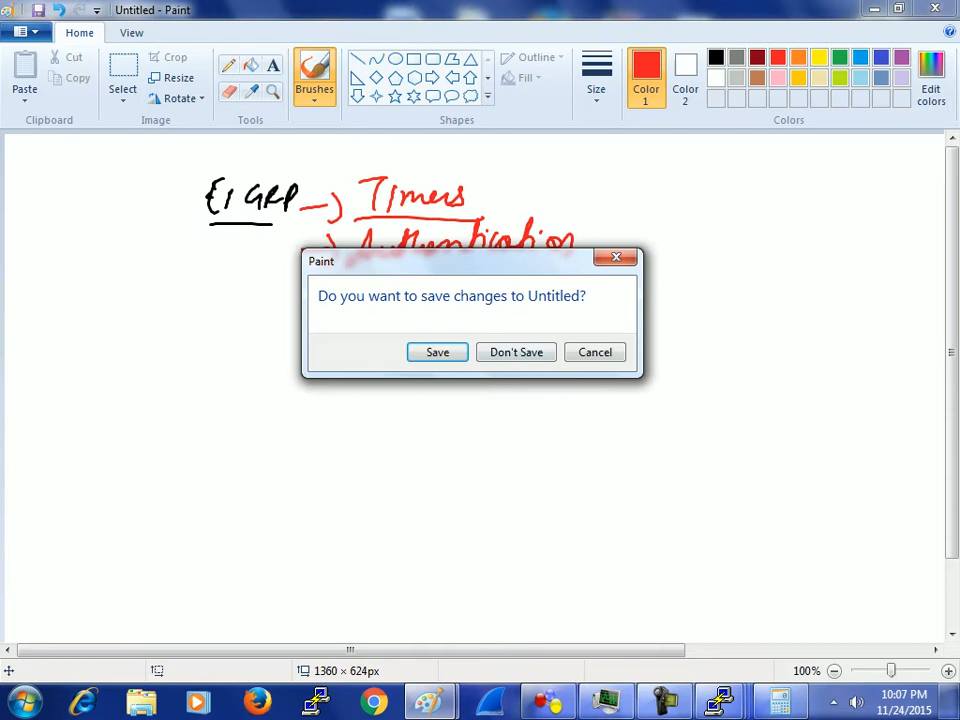 Untitled - Paint
Home
View
Paste
Cut
Copy
Clipboard
Select
Crop
Resize
Rotate
Image
Tools
Brushes
Shapes
Outline
Fill
Size
Color 1
Color 2
Edit colors
Colors
EIGRP → Timers
Authentication
Paint
Do you want to save changes to Untitled?
Save
Don't Save
Cancel
1360 × 624px
100%
10:07 PM
11/24/2015